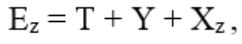 E_z = T + Y + X_z,